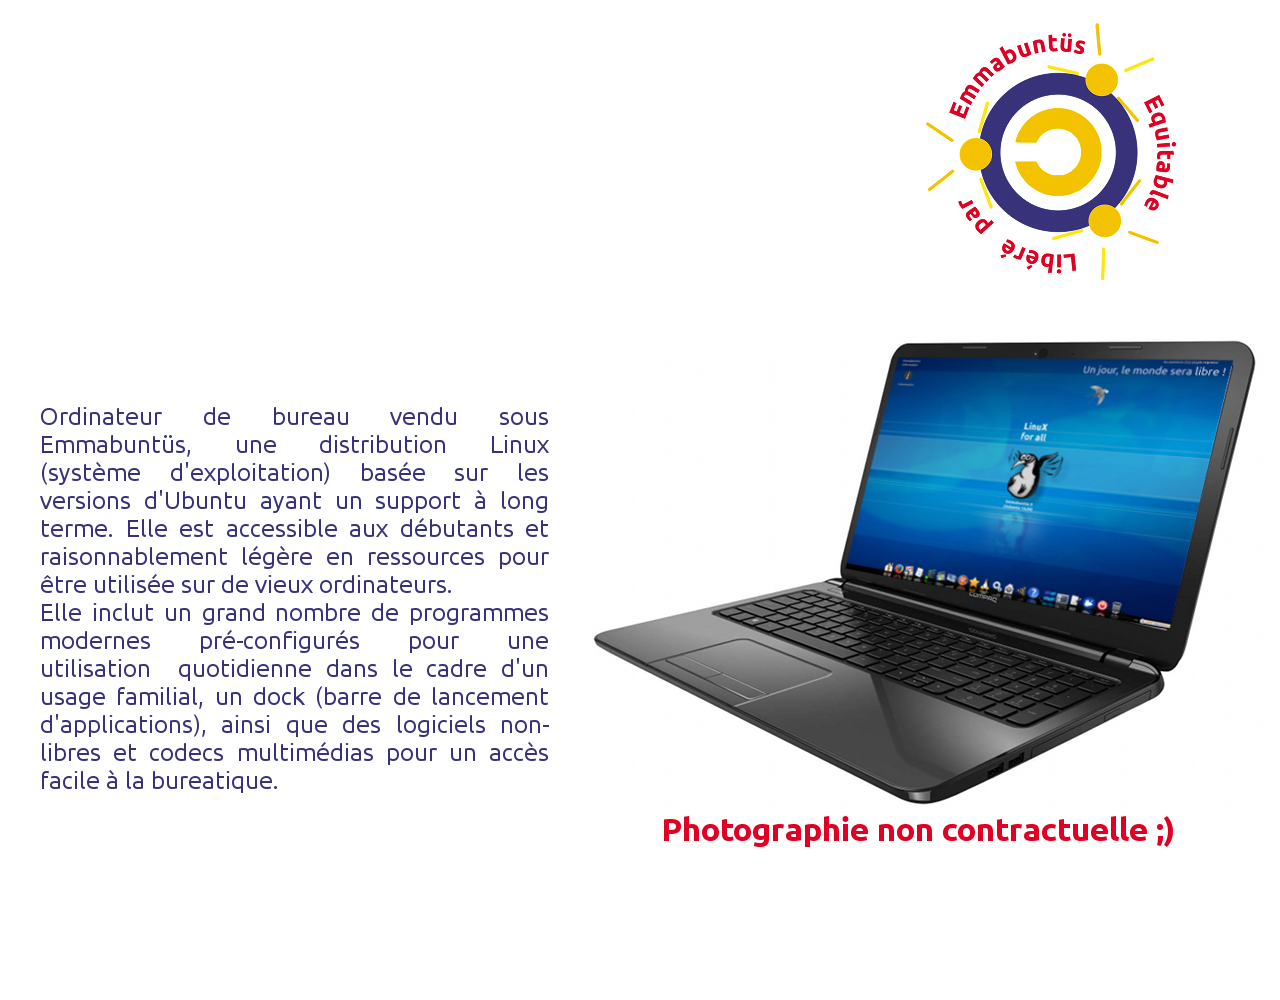 Emmabuntüs
Equitable
Libéré par
Ordinateur de bureau vendu sous
Emmabuntüs, une distribution Linux
(système d'exploitation) basée sur les
versions d'Ubuntu ayant un support à long
terme. Elle est accessible aux débutants et
raisonnablement légère en ressources pour
être utilisée sur de vieux ordinateurs.
Elle inclut un grand nombre de programmes
modernes pré-configurés pour une
utilisation quotidienne dans le cadre d'un
usage familial, un dock (barre de lancement
d'applications), ainsi que des logiciels non-
libres et codecs multimédias pour un accès
facile à la bureatique.
Un jour, le monde sera libre !
LinuX
for all
COMPAQ
Photographie non contractuelle ;)